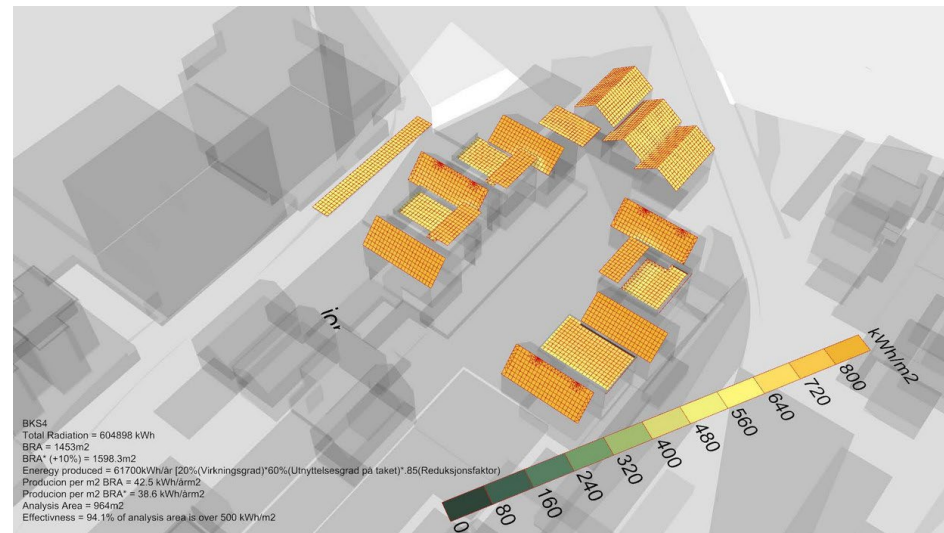 BKS4
Total Radiation = 604898 kWh
BRA = 1453m2
BRA* (+10%) = 1598.3m2
Eneregy produced = 61700kWh/år [20%(Virkningsgrad)*60%(Utnyttelsesgrad på taket)*.85(Reduksjonsfaktor)
Producion per m2 BRA = 42.5 kWh/årm2
Producion per m2 BRA* = 38.6 kWh/årm2
Analysis Area = 964m2
Effectivness = 94.1% of analysis area is over 500 kWh/m2
kWh/m2
0
80
160
240
320
400
480
560
640
720
800